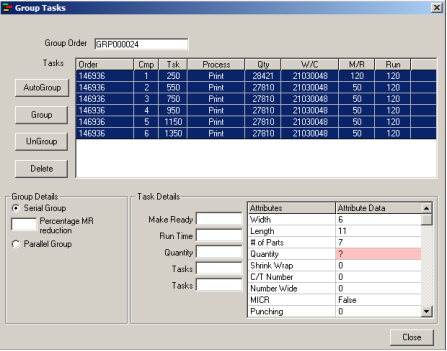 Group Tasks
Group Order GRP000024
Tasks Order Cmp Tsk Process Qty W/C M/R Run
146936 1 250 Print 28421 21030048 120 120
146936 2 550 Print 27810 21030048 50 120
146936 3 750 Print 27810 21030048 50 120
146936 4 950 Print 27810 21030048 50 120
146936 5 1150 Print 27810 21030048 50 120
146936 6 1350 Print 27810 21030048 50 120
AutoGroup
Group
UnGroup
Delete
Group Details
Serial Group
Percentage MR
reduction
Parallel Group
Task Details
Make Ready
Run Time
Quantity
Tasks
Tasks
Attributes Attribute Data
Width 6
Length 11
# of Parts 7
Quantity ?
Shrink Wrap 0
C/T Number 0
Number Wide 0
MICR False
Punching 0
Close